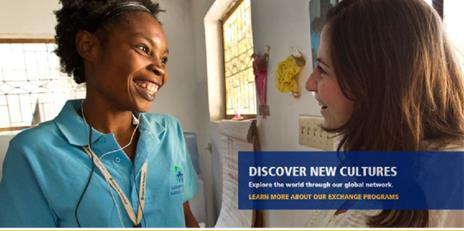 DISCOVER NEW CULTURES
Explore the world through our global network.
LEARN MORE ABOUT OUR EXCHANGE PROGRAMS